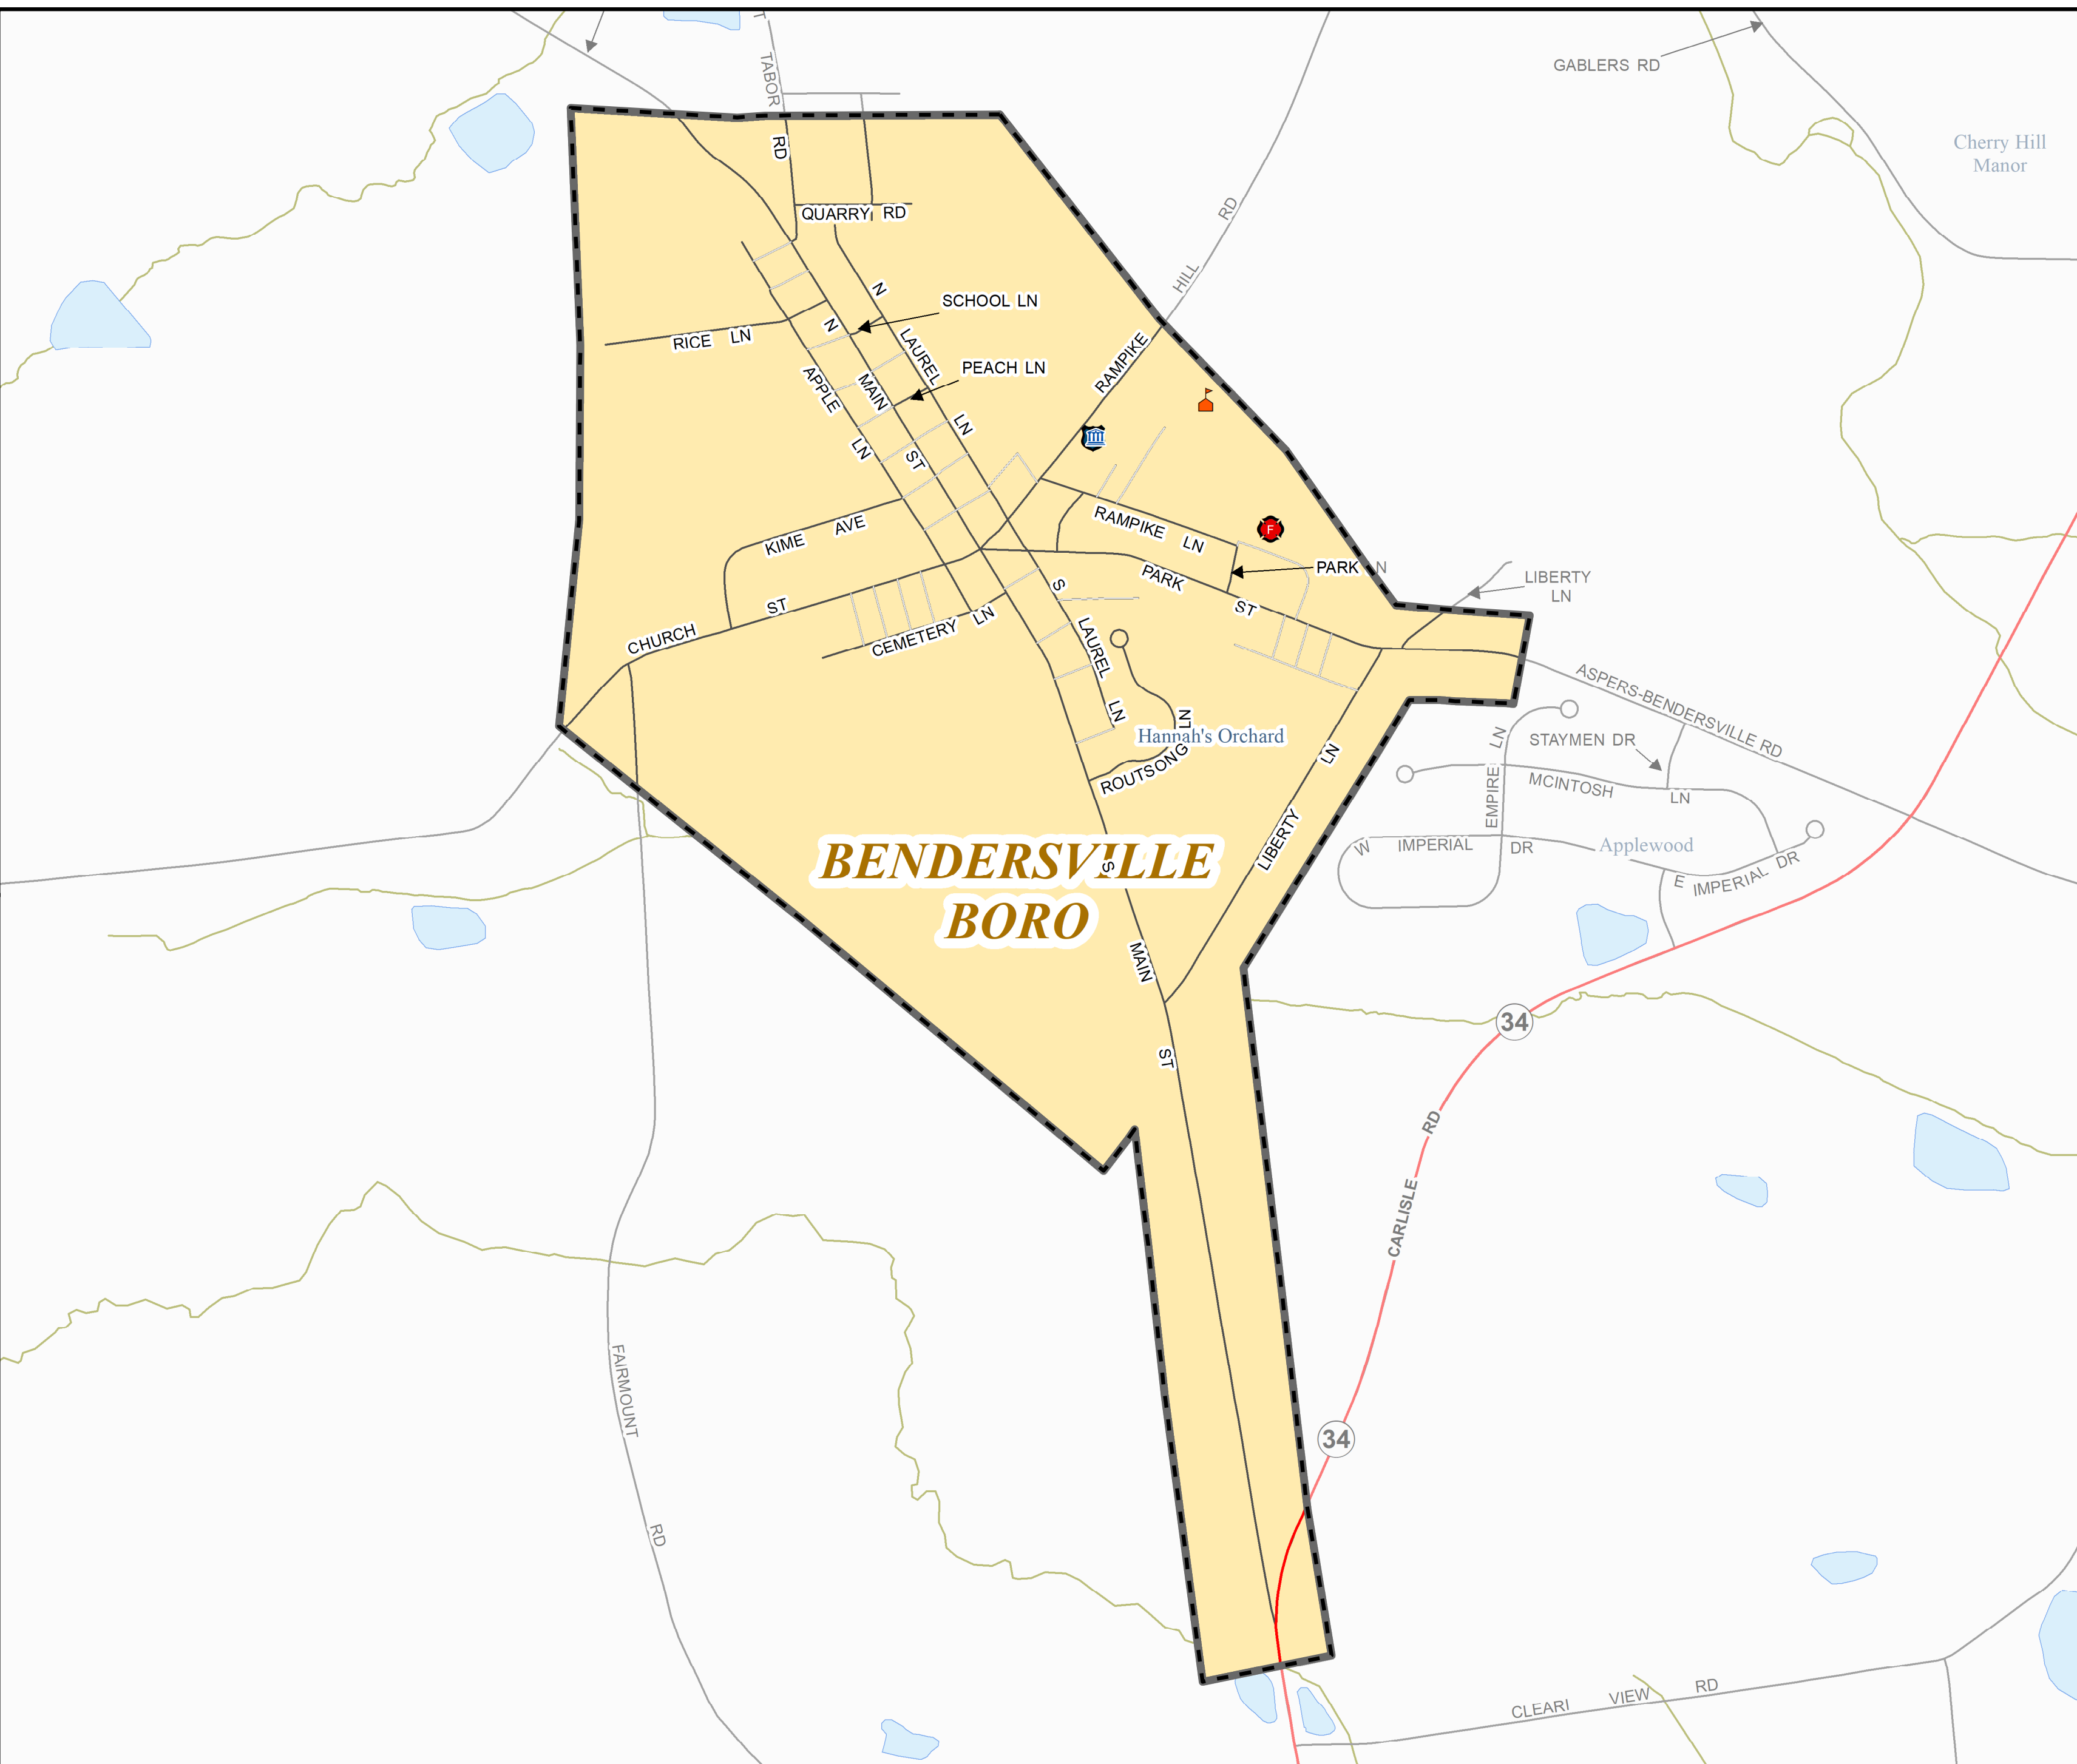 T
TABOR
RD
GABLERS RD
Cherry Hill
Manor
QUARRY RD
HILL
RD
N
SCHOOL LN
N
RICE LN
LAUREL
PEACH LN
RAMPIKE
APPLE
MAIN
LN
LN
ST
RAMPIKE LN
KIME AVE
PARK
PARK N
LIBERTY
LN
ST
S
ST
CHURCH
CEMETERY LN
LAUREL
LN
LN
Hannah's Orchard
ROUTSONG
LN
ASPERS-BENDERSVILLE RD
STAYMEN DR
LN
EMPIRE
MCINTOSH
LN
LIBERTY
W IMPERIAL DR
Applewood
E IMPERIAL DR
BENDERSVILLE
BORO
S
MAIN
ST
34
RD
CARLISLE
34
FAIRMOUNT
RD
CLEARI VIEW RD
F